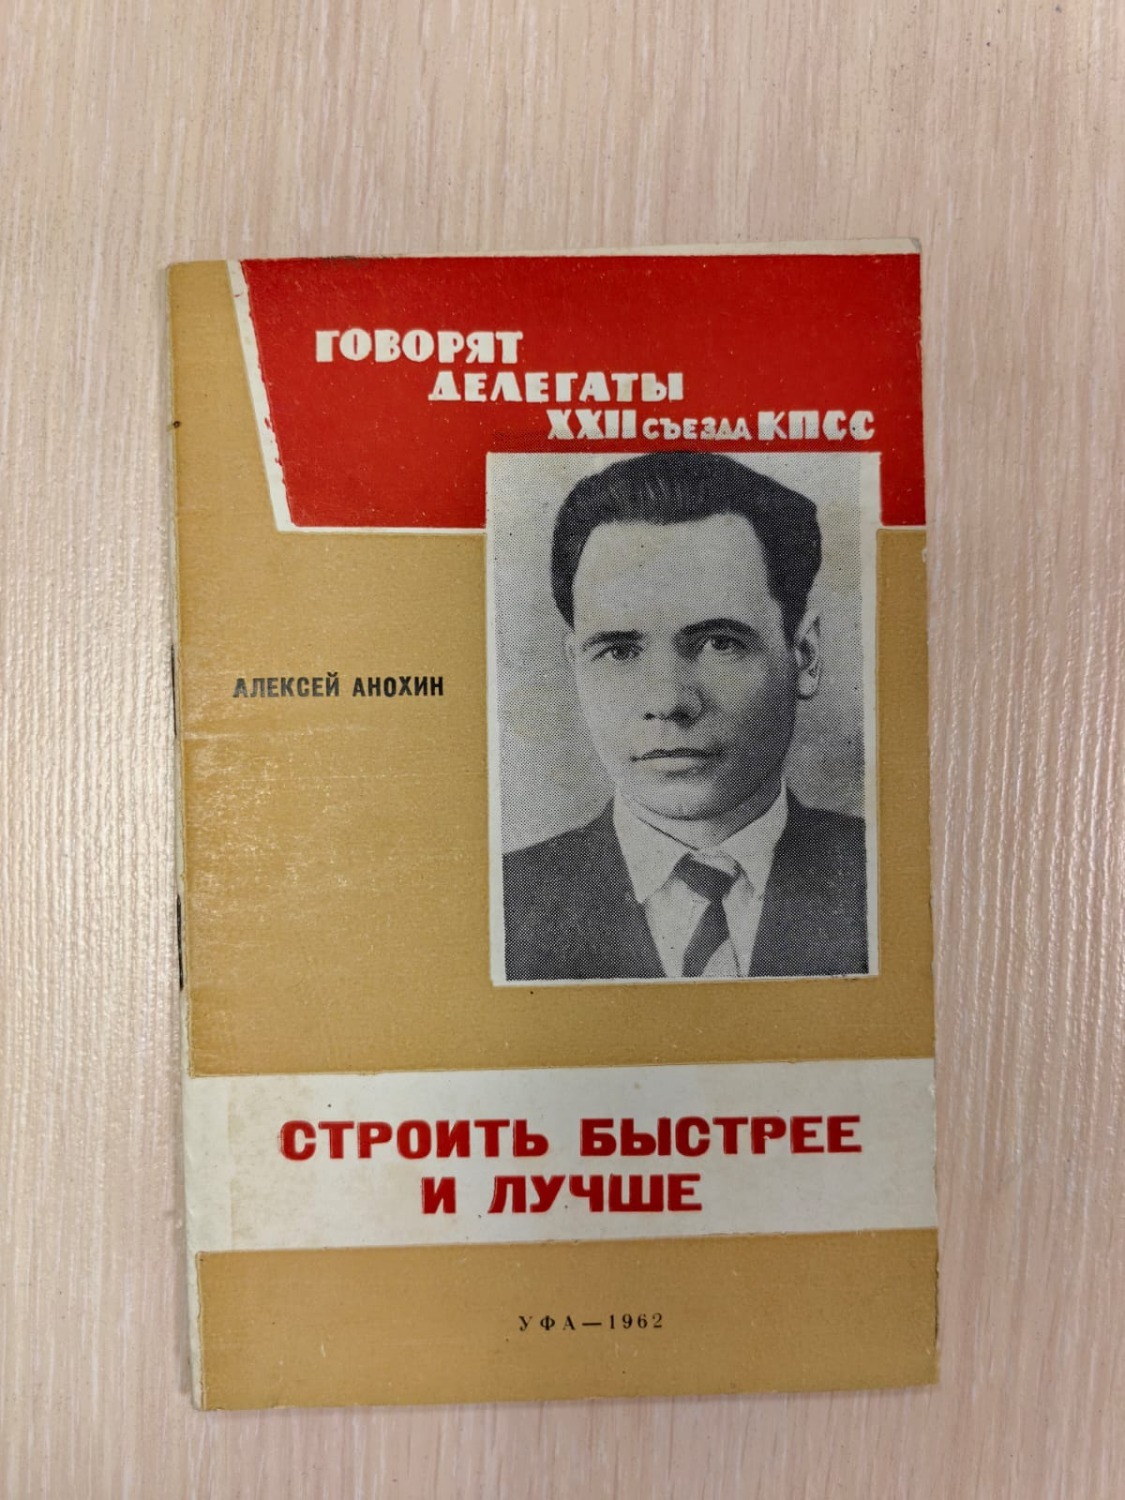 ГОВОРЯТ
ДЕЛЕГАТЫ
XXII СЪЕЗДА КПСС
АЛЕКСЕЙ АНОХИН
СТРОИТЬ БЫСТРЕЕ
И ЛУЧШЕ
УФА—1962